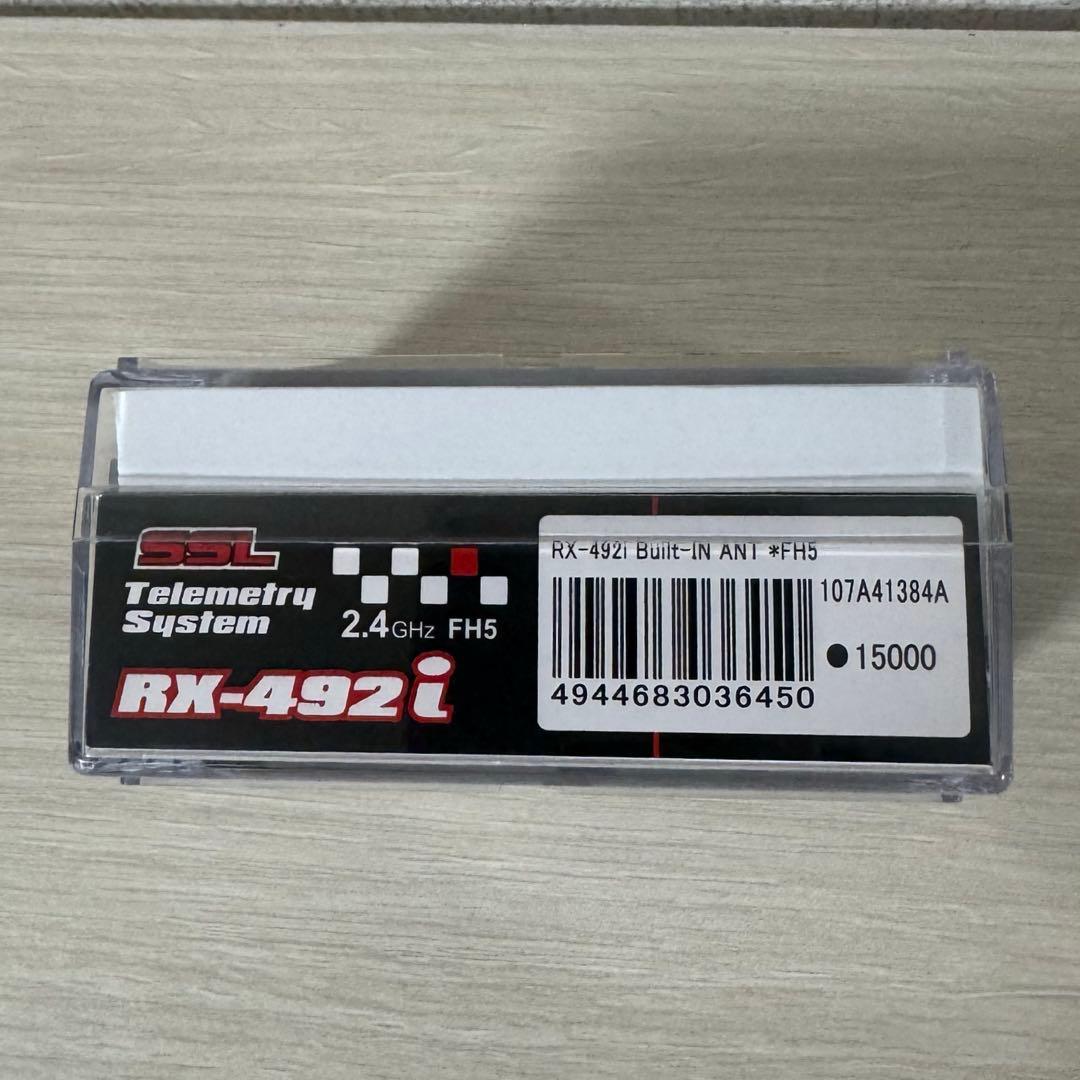 SSL
Telemetry
System
2.4GHz FH5
RX-492i
RX-492i Built-IN ANT *FH5
107A41384A
●15000
4944683036450